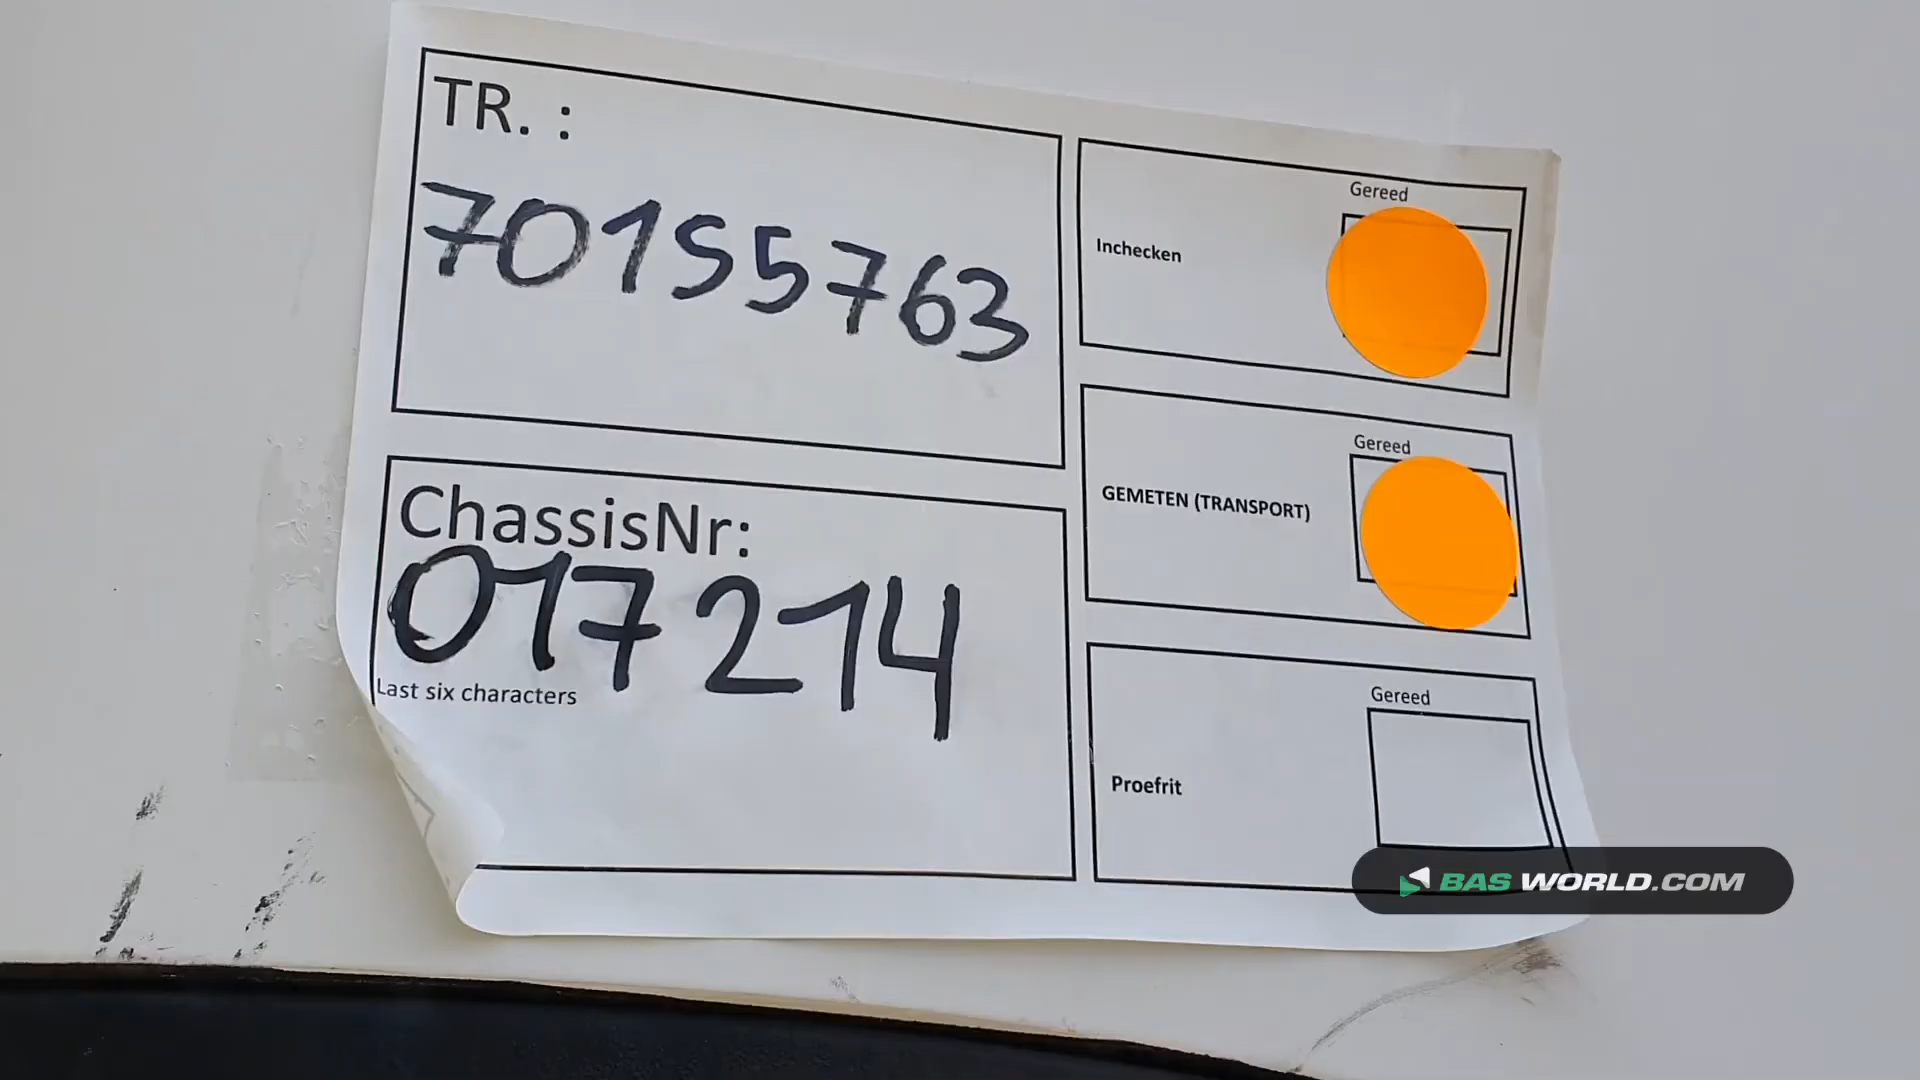 TR. :
70155763
ChassisNr:
017214
Last six characters
Gereed
Inchecken
Gereed
GEMETEN (TRANSPORT)
Gereed
Proefrit
BAS WORLD.COM